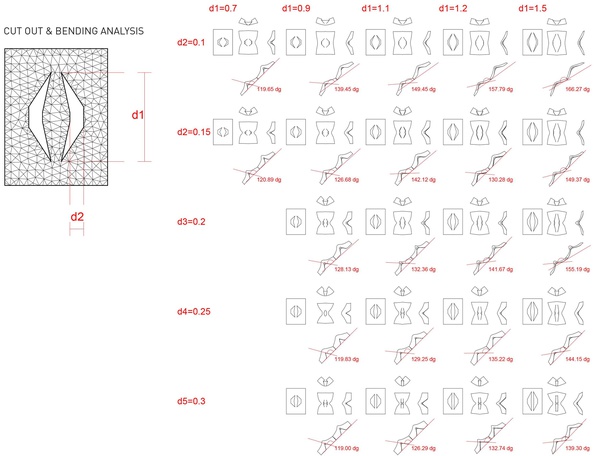 d1=0.7 d1=0.9 d1=1.1 d1=1.2 d1=1.5
CUT OUT & BENDING ANALYSIS
d2=0.1
119.65 dg 139.45 dg 149.45 dg 157.79 dg 166.27 dg
d1
d2=0.15
120.89 dg 126.68 dg 142.12 dg 130.28 dg 149.37 dg
d2
d3=0.2
128.13 dg 132.36 dg 141.67 dg 155.19 dg
d4=0.25
119.83 dg 129.25 dg 135.22 dg 144.15 dg
d5=0.3
119.00 dg 126.29 dg 132.74 dg 139.30 dg